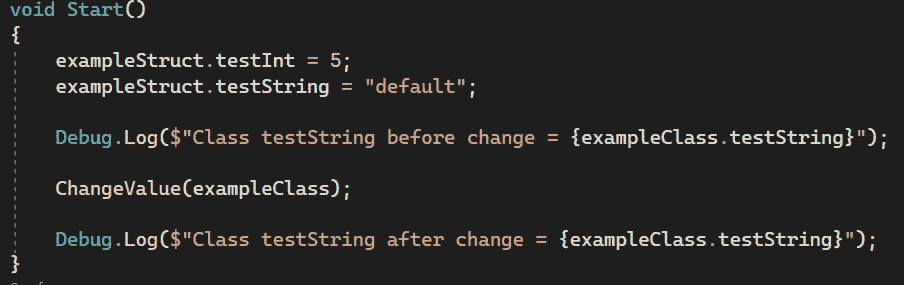 void Start()
{
exampleStruct.testInt = 5;
exampleStruct.testString = "default";
Debug.Log($"Class testString before change = {exampleClass.testString}");
ChangeValue(exampleClass);
Debug.Log($"Class testString after change = {exampleClass.testString}");
}